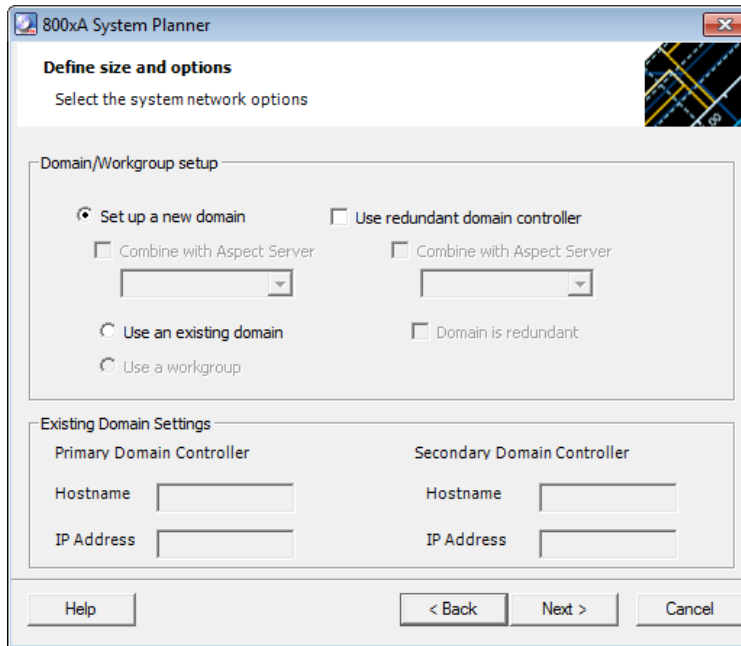 800xA System Planner
Define size and options
Select the system network options
Domain/Workgroup setup
Set up a new domain
Use redundant domain controller
Combine with Aspect Server
Combine with Aspect Server
Use an existing domain
Domain is redundant
Use a workgroup
Existing Domain Settings
Primary Domain Controller
Secondary Domain Controller
Hostname
Hostname
IP Address
IP Address
Help
< Back
Next >
Cancel